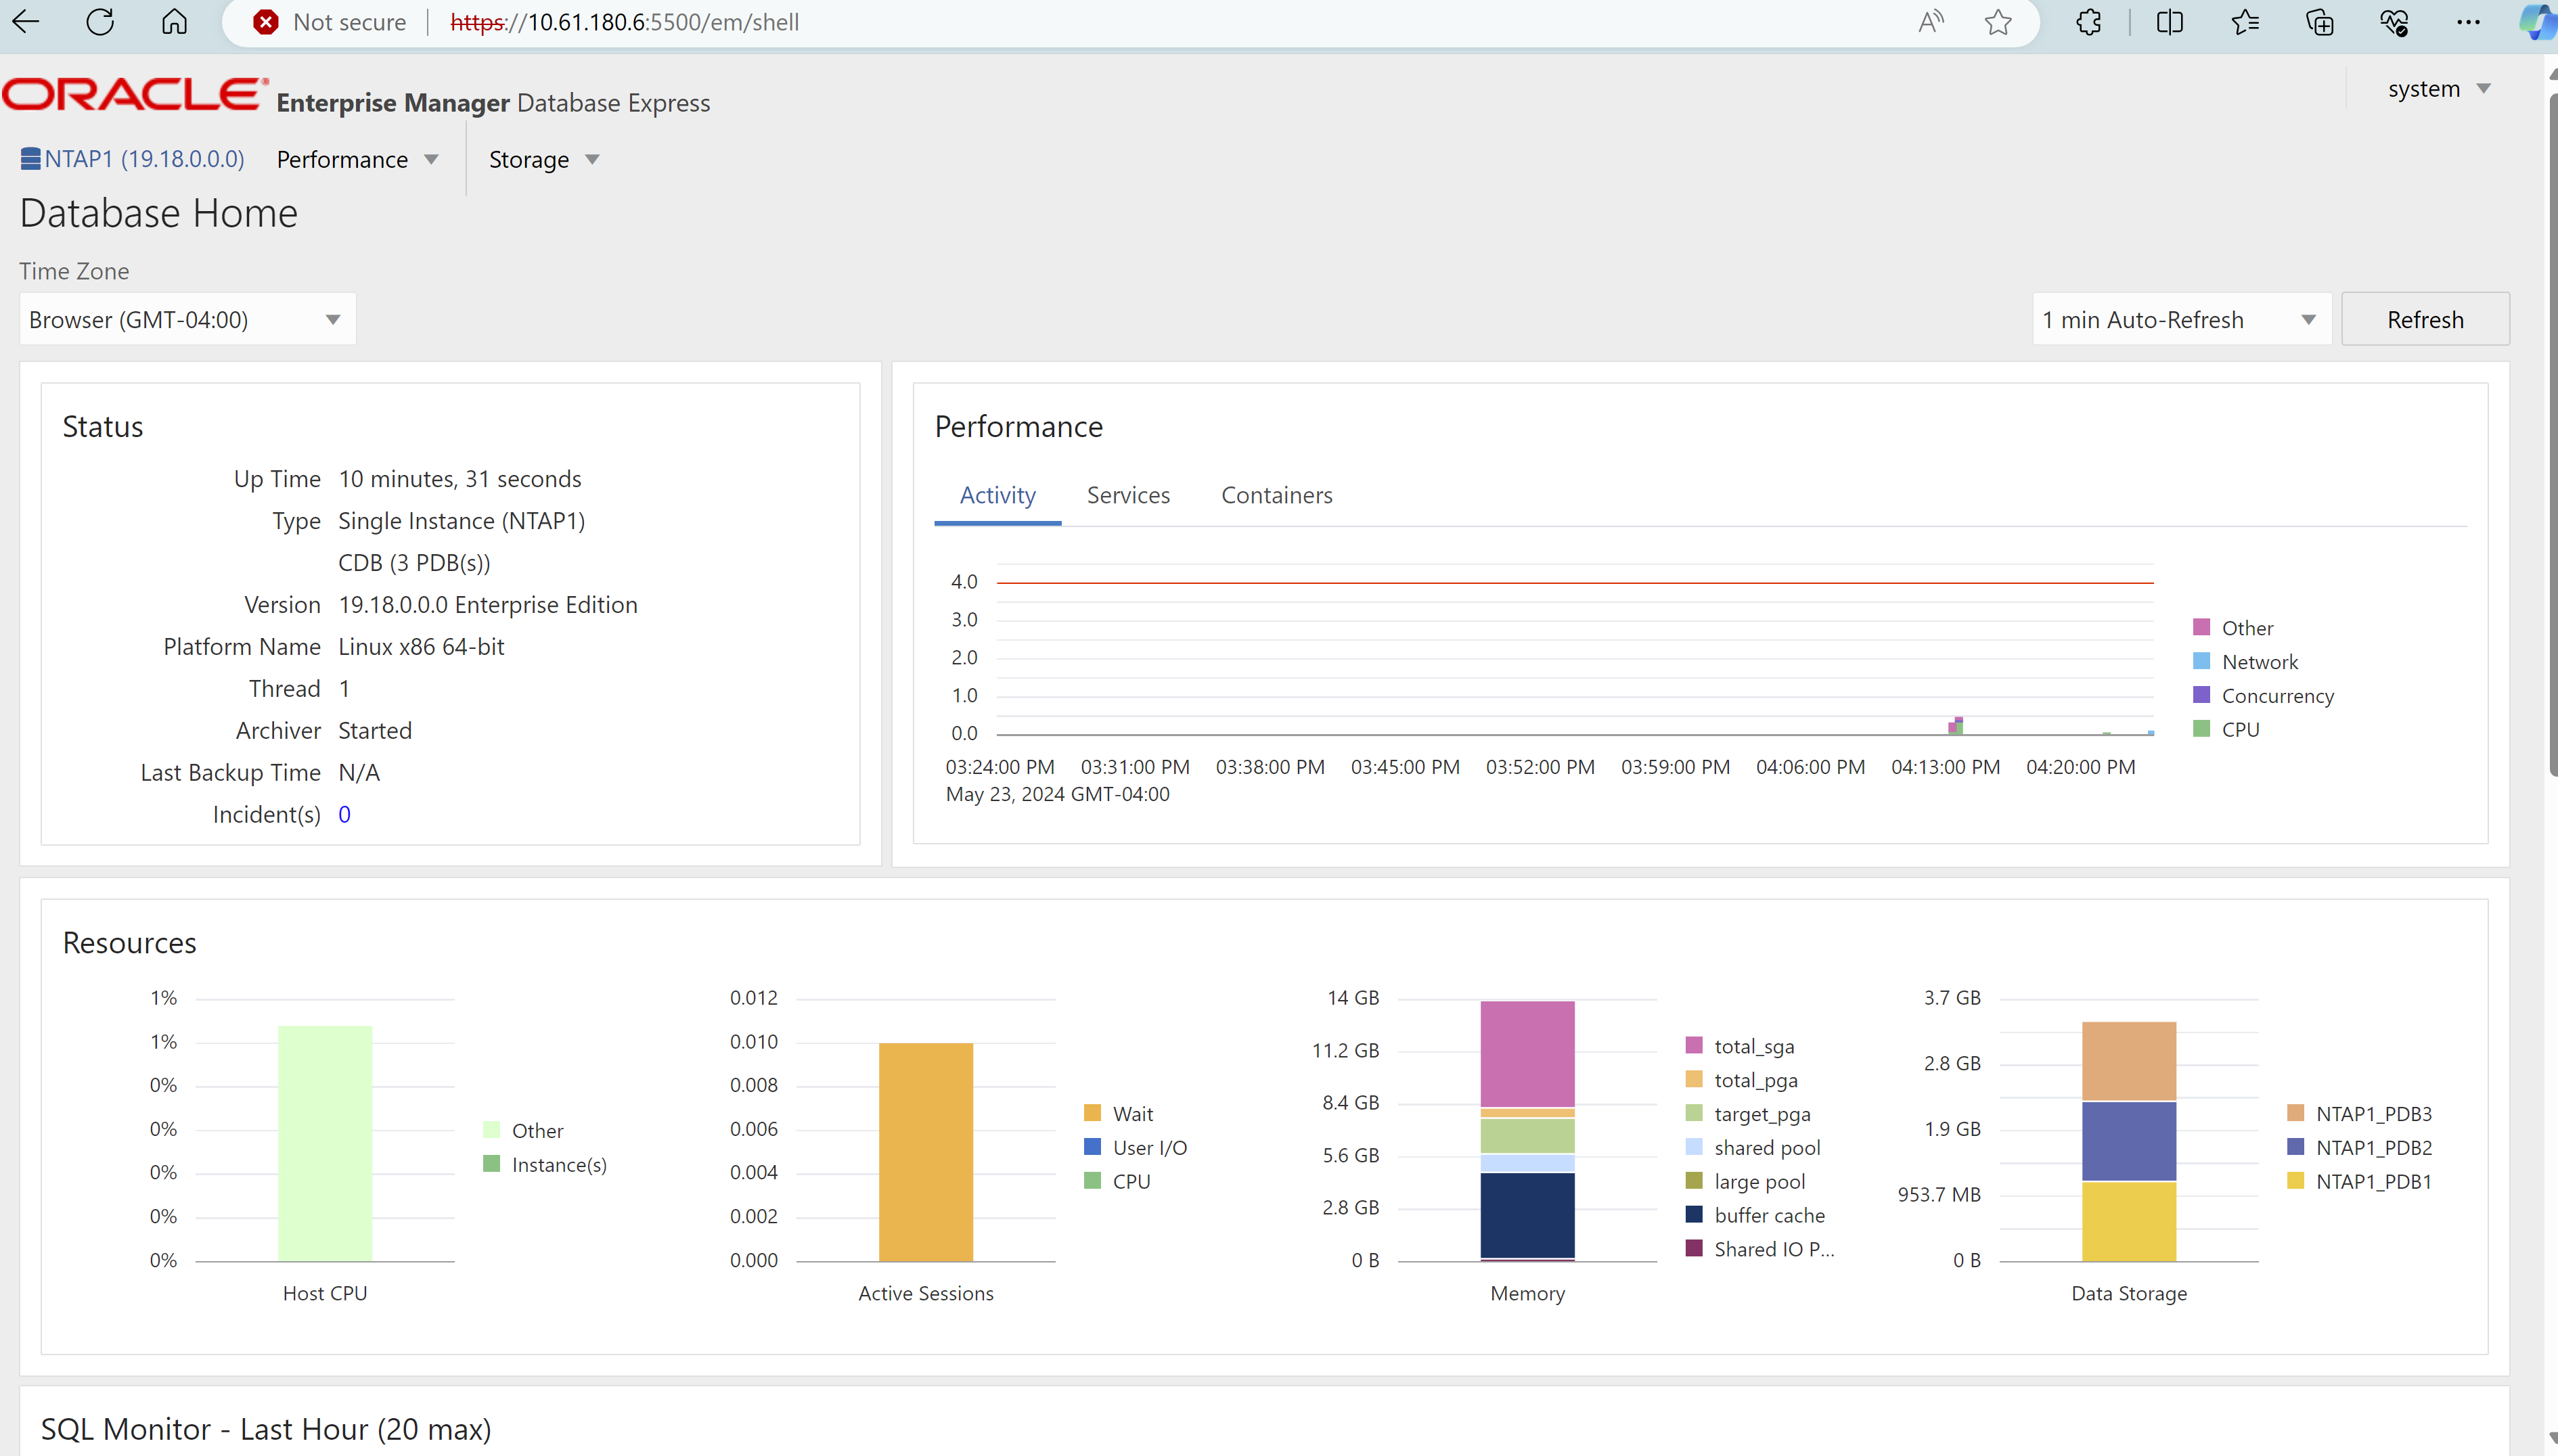 Not secure https://10.61.180.6:5500/em/shell
ORACLE Enterprise Manager Database Express
system
NTAP1 (19.18.0.0.0) Performance Storage
Database Home
Time Zone
Browser (GMT-04:00)
1 min Auto-Refresh Refresh
Status
Up Time 10 minutes, 31 seconds
Type Single Instance (NTAP1)
CDB (3 PDB(s))
Version 19.18.0.0.0 Enterprise Edition
Platform Name Linux x86 64-bit
Thread 1
Archiver Started
Last Backup Time N/A
Incident(s) 0
Performance
Activity Services Containers
4.0
3.0
2.0
1.0
0.0
03:24:00 PM 03:31:00 PM 03:38:00 PM 03:45:00 PM 03:52:00 PM 03:59:00 PM 04:06:00 PM 04:13:00 PM 04:20:00 PM
May 23, 2024 GMT-04:00
Other
Network
Concurrency
CPU
Resources
1%
1%
0%
0%
0%
0%
0%
Host CPU
Other
Instance(s)
0.012
0.010
0.008
0.006
0.004
0.002
0.000
Active Sessions
Wait
User I/O
CPU
14 GB
11.2 GB
8.4 GB
5.6 GB
2.8 GB
0 B
Memory
total_sga
total_pga
target_pga
shared pool
large pool
buffer cache
Shared IO P...
3.7 GB
2.8 GB
1.9 GB
953.7 MB
0 B
Data Storage
NTAP1_PDB3
NTAP1_PDB2
NTAP1_PDB1
SQL Monitor - Last Hour (20 max)